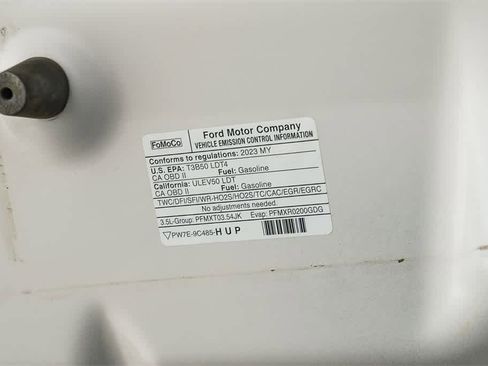 FoMoCo
Ford Motor Company
VEHICLE EMISSION CONTROL INFORMATION
Conforms to regulations: 2023 MY
U.S. EPA: T3B50 LDT4
CA OBD II Fuel: Gasoline
California: ULEV50 LDT
CA OBD II Fuel: Gasoline
TWC/DFI/SFI/WR-HO2S/HO2S/TC/CAC/EGR/EGRC
No adjustments needed.
3.5L-Group: PFMXT03.54JK Evap: PFMXR0200GDG
PW7E-9C485-HUP